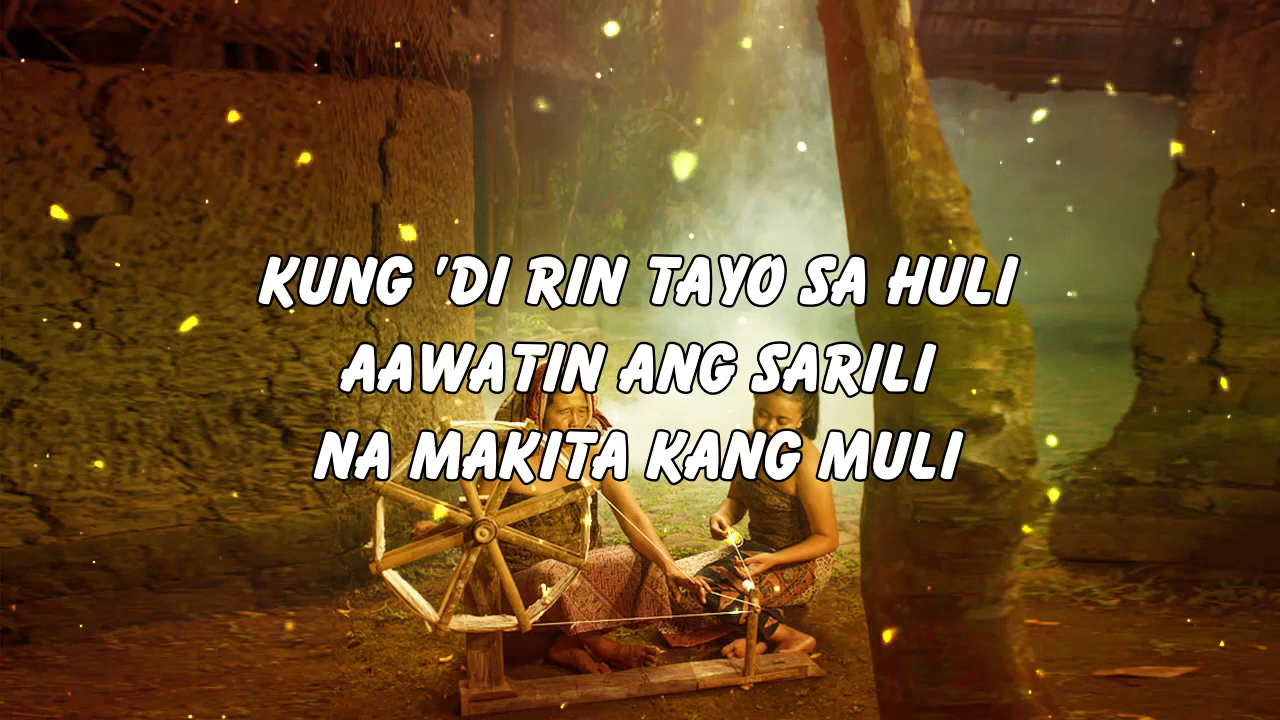 KUNG 'DI RIN TAYO SA HULI
AAWATIN ANG SARILI
NA MAKITA KANG MULI